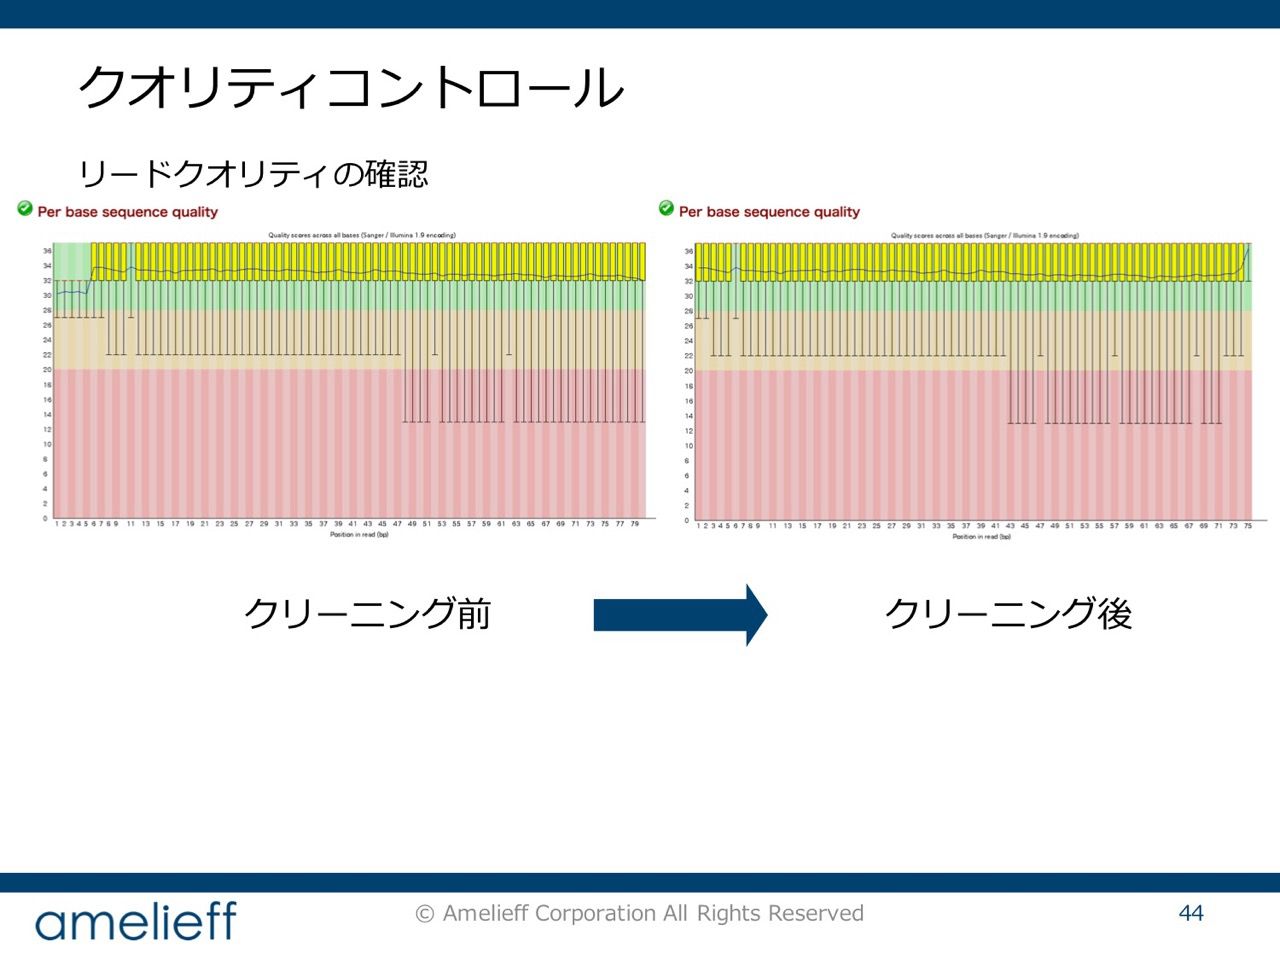 クオリティコントロール
リードクオリティの確認
Per base sequence quality
Quality scores across all bases (Sanger / Illumina 1.9 encoding)
36
34
32
30
28
26
24
22
20
18
16
14
12
10
8
6
4
2
0
1 2 3 4 5 6 7 8 9 11 13 15 17 19 21 23 25 27 29 31 33 35 37 39 41 43 45 47 49 51 53 55 57 59 61 63 65 67 69 71 73 75 77 79
Position in read (bp)
Per base sequence quality
Quality scores across all bases (Sanger / Illumina 1.9 encoding)
36
34
32
30
28
26
24
22
20
18
16
14
12
10
8
6
4
2
0
1 2 3 4 5 6 7 8 9 11 13 15 17 19 21 23 25 27 29 31 33 35 37 39 41 43 45 47 49 51 53 55 57 59 61 63 65 67 69 71 73 75
Position in read (bp)
クリーニング前
クリーニング後
amelieff
© Amelieff Corporation All Rights Reserved
44